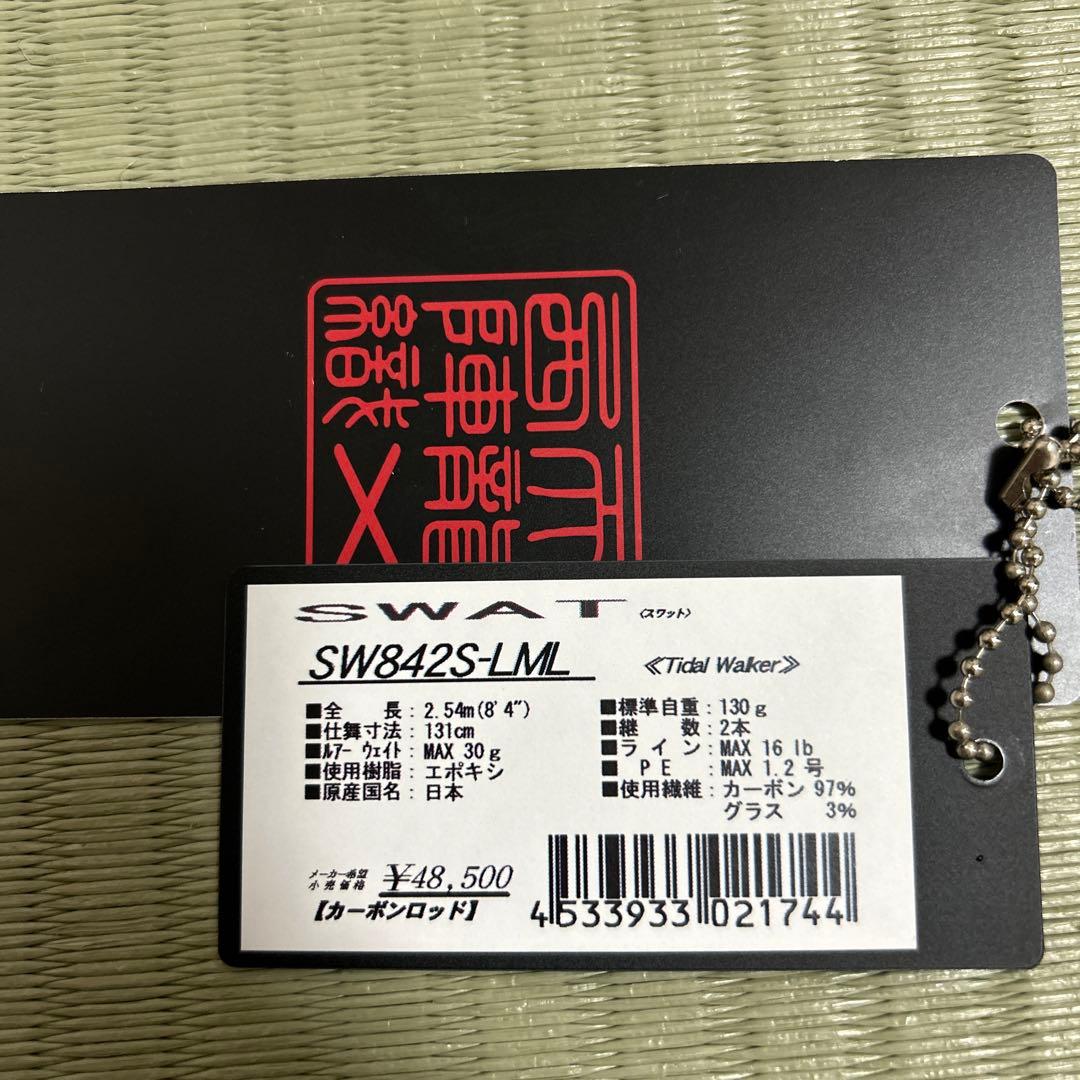 SWAT〈スワット〉
SW842S-LML 《Tidal Walker》
■全 長：2.54m(8'4") ■標準自重：130g
■仕舞寸法：131cm ■継 数：2本
■ﾙｱｰ ｳｪｲﾄ：MAX 30g ■ライン：MAX 16 lb
■使用樹脂：エポキシ ■ PE ：MAX 1.2号
■原産国名：日本 ■使用繊維：カーボン 97%
グラス 3%
メーカー希望
小売価格 ¥48,500
【カーボンロッド】
4533933021744